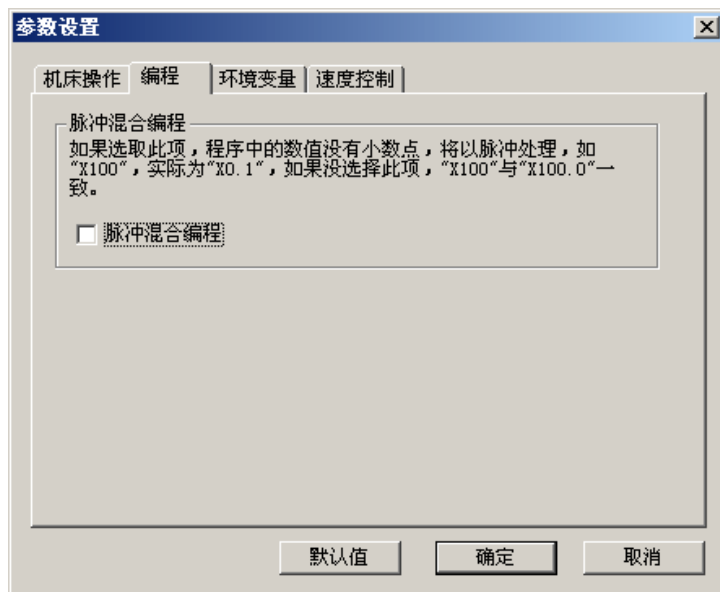 参数设置
机床操作 编程 环境变量 速度控制
脉冲混合编程
如果选取此项，程序中的数值没有小数点，将以脉冲处理，如
“X100”，实际为“X0.1”，如果没选择此项，“X100”与“X100.0”一
致。
脉冲混合编程
默认值 确定 取消